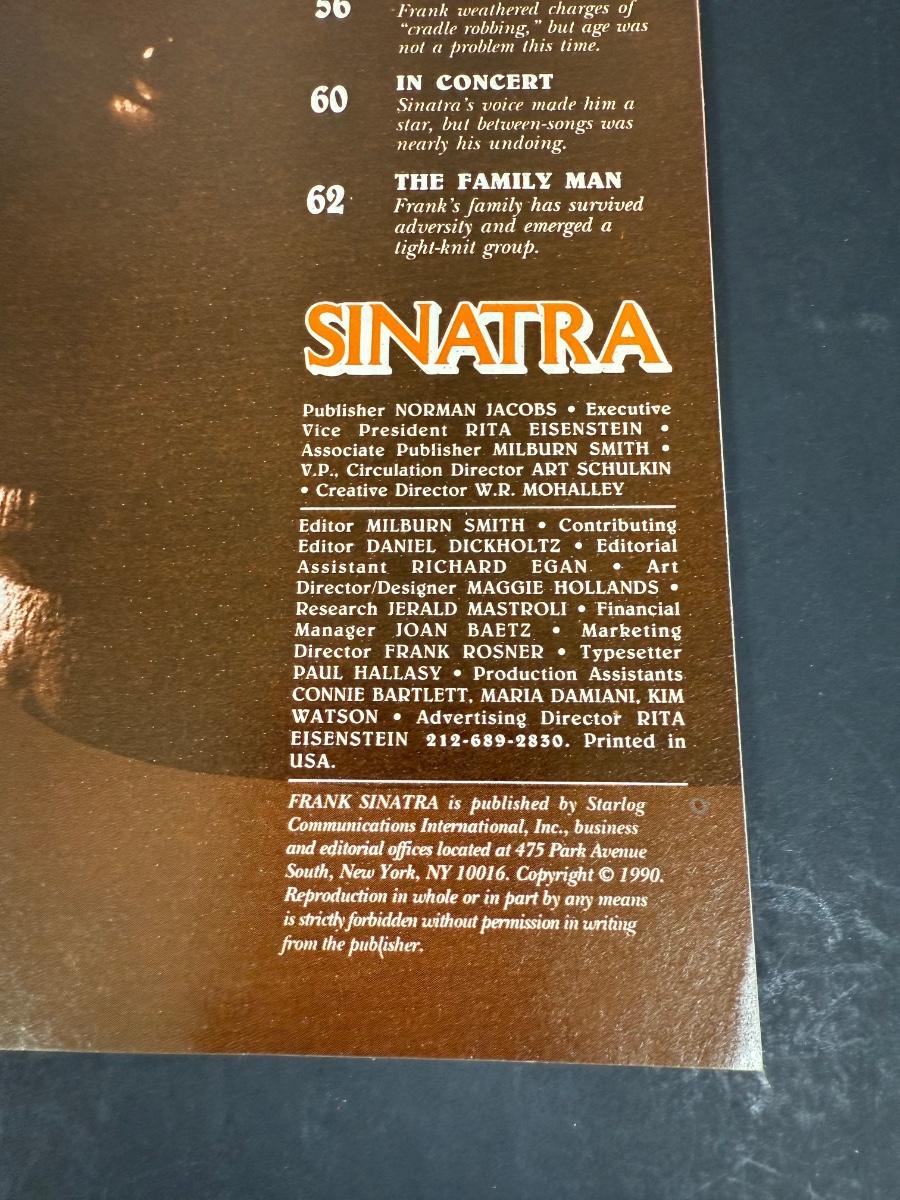 56
Frank weathered charges of
“cradle robbing,” but age was
not a problem this time.
60
IN CONCERT
Sinatra's voice made him a
star, but between-songs was
nearly his undoing.
62
THE FAMILY MAN
Frank's family has survived
adversity and emerged a
tight-knit group.
SINATRA
Publisher NORMAN JACOBS • Executive
Vice President RITA EISENSTEIN •
Associate Publisher MILBURN SMITH •
V.P., Circulation Director ART SCHULKIN
• Creative Director W.R. MOHALLEY
Editor MILBURN SMITH • Contributing
Editor DANIEL DICKHOLTZ • Editorial
Assistant RICHARD EGAN • Art
Director/Designer MAGGIE HOLLANDS •
Research JERALD MASTROLI • Financial
Manager JOAN BAETZ • Marketing
Director FRANK ROSNER • Typesetter
PAUL HALLASY • Production Assistants
CONNIE BARTLETT, MARIA DAMIANI, KIM
WATSON • Advertising Director RITA
EISENSTEIN 212-689-2830. Printed in
USA.
FRANK SINATRA is published by Starlog
Communications International, Inc., business
and editorial offices located at 475 Park Avenue
South, New York, NY 10016. Copyright © 1990.
Reproduction in whole or in part by any means
is strictly forbidden without permission in writing
from the publisher.